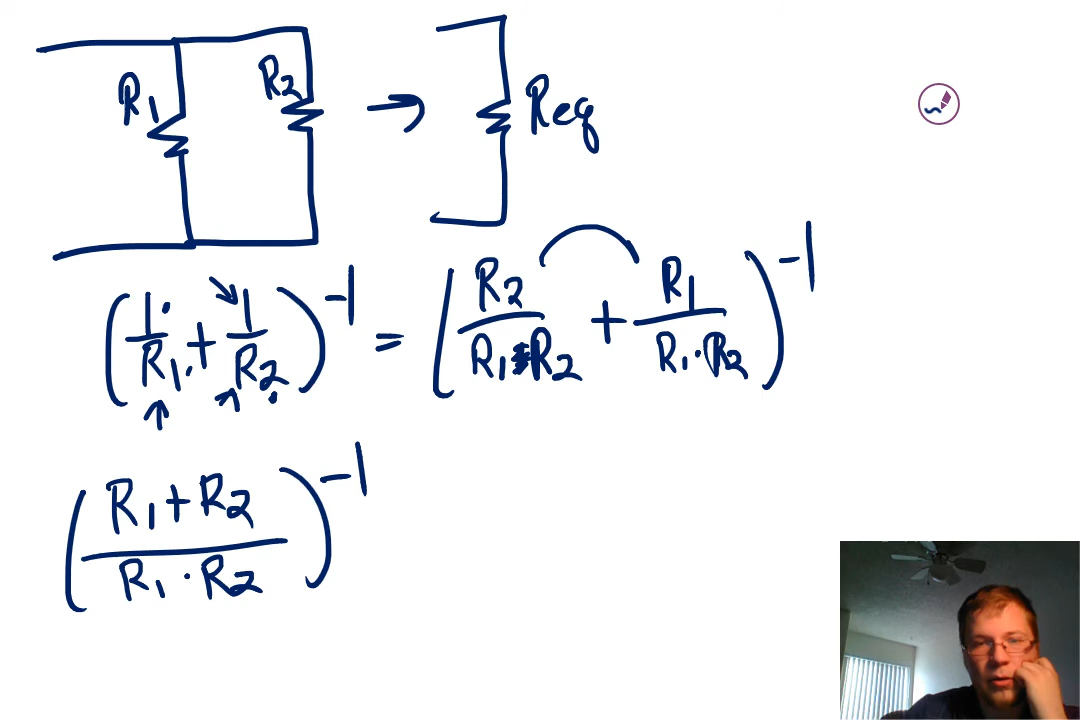 R1 R2 → Req
(1/R1 + 1/R2)^-1 = (R2/R1·R2 + R1/R1·R2)^-1
(R1+R2/R1·R2)^-1